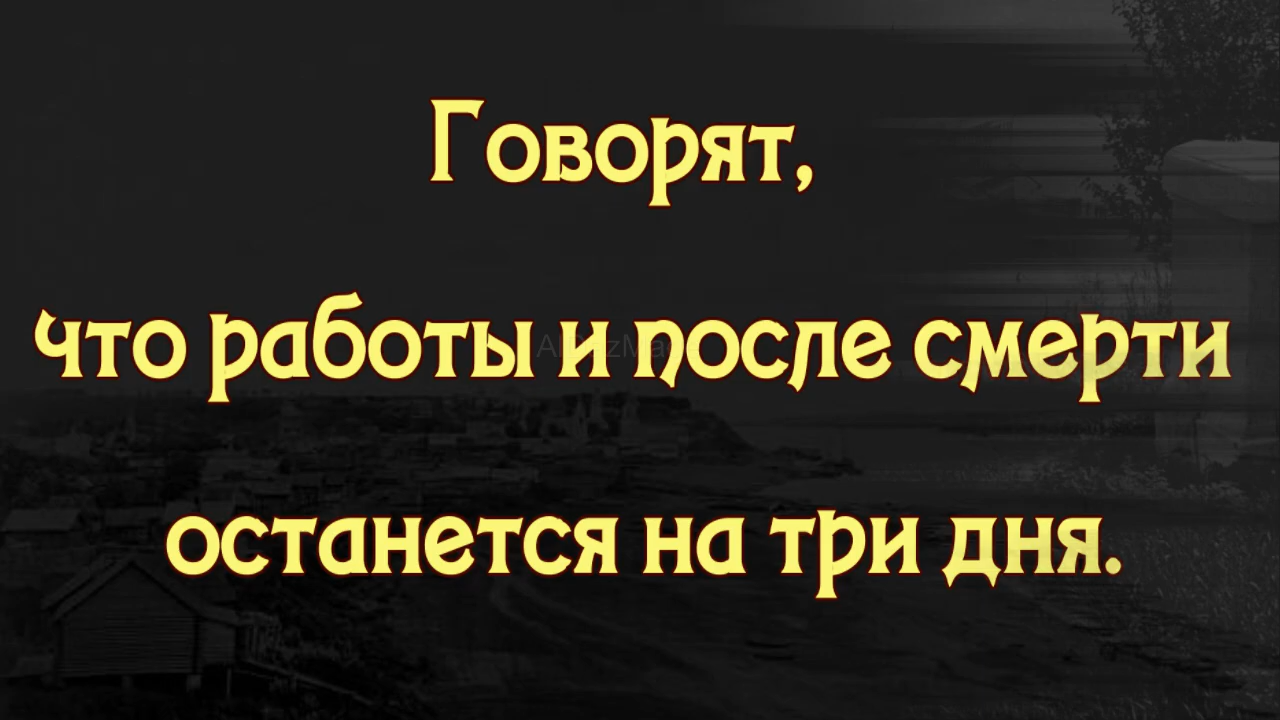 Говорят,
что работы и после смерти
останется на три дня.